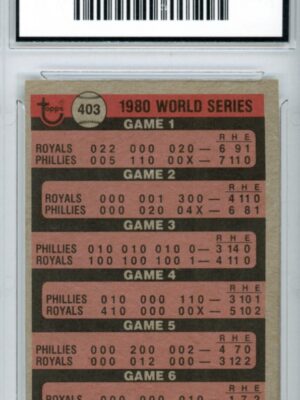 topps 403 1980 WORLD SERIES
GAME 1
R H E
ROYALS 022 000 020 — 6 9 1
PHILLIES 005 110 00X — 7 11 0
GAME 2
R H E
ROYALS 000 001 300 — 4 11 0
PHILLIES 000 020 04X — 6 8 1
GAME 3
R H E
PHILLIES 010 010 010 0 — 3 14 0
ROYALS 100 100 100 1 — 4 11 0
GAME 4
R H E
PHILLIES 010 000 110 — 3 10 1
ROYALS 410 000 00X — 5 10 2
GAME 5
R H E
PHILLIES 000 200 002 — 4 7 0
ROYALS 000 012 000 — 3 12 2
GAME 6
R H E